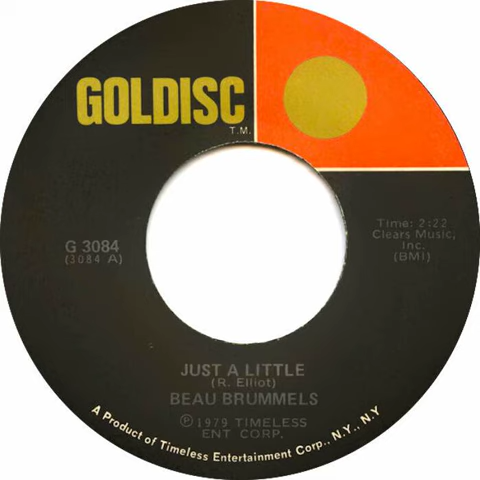 GOLDISC
T.M.
G 3084
(3084 A)
Time: 2:22
Clears Music,
Inc.
(BMI)
JUST A LITTLE
(R. Elliot)
BEAU BRUMMELS
Ⓟ1979 TIMELESS
ENT CORP.
A Product of Timeless Entertainment Corp., N.Y., N.Y